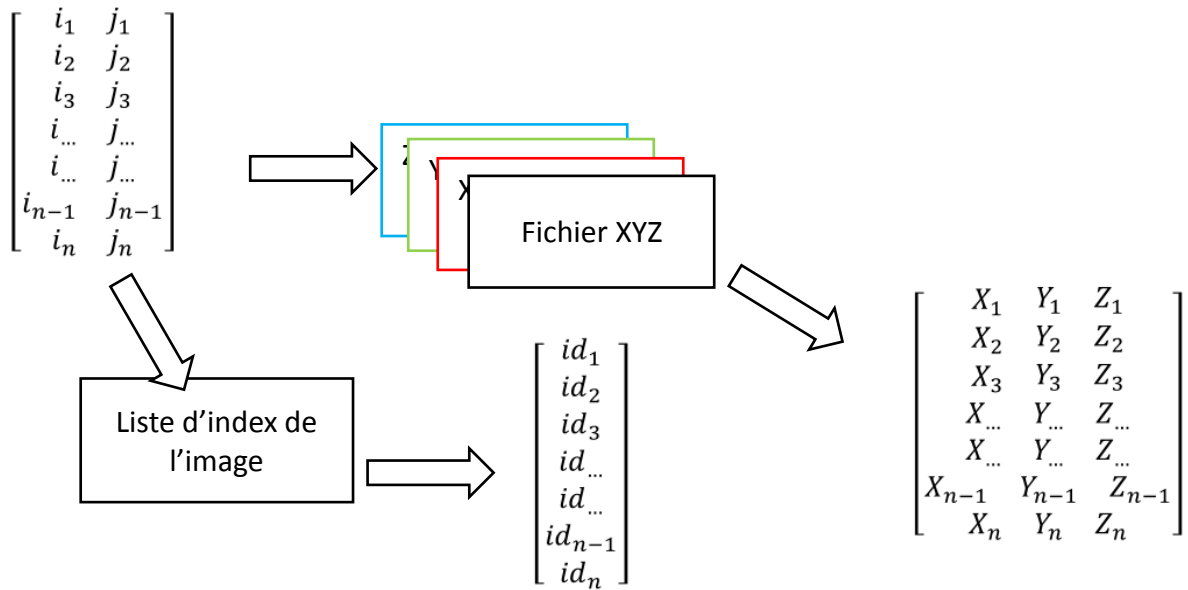 i₁ j₁
i₂ j₂
i₃ j₃
i... j...
i... j...
iₙ₋₁ jₙ₋₁
iₙ jₙ
Z
Y
X
Fichier XYZ
Liste d’index de
l’image
id₁
id₂
id₃
id...
id...
idₙ₋₁
idₙ
X₁ Y₁ Z₁
X₂ Y₂ Z₂
X₃ Y₃ Z₃
X... Y... Z...
X... Y... Z...
Xₙ₋₁ Yₙ₋₁ Zₙ₋₁
Xₙ Yₙ Zₙ